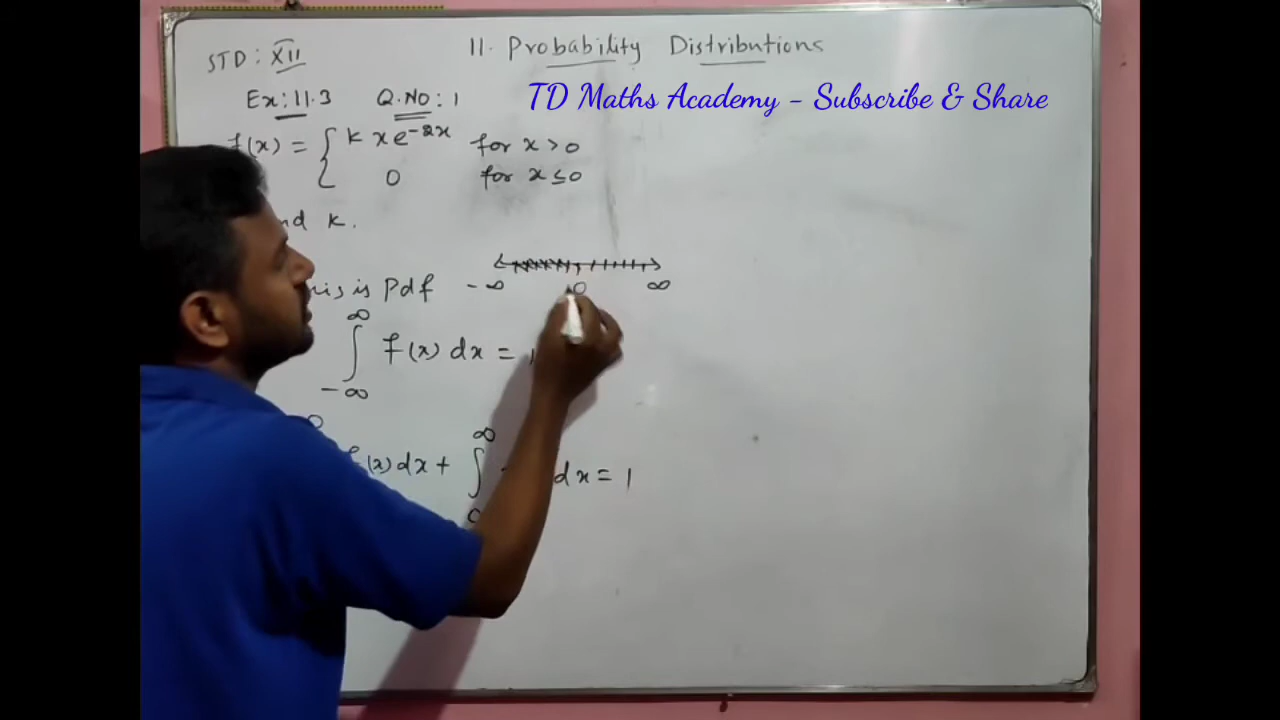 STD : XII
11. Probability Distributions
Ex: 11.3 Q.NO: 1
TD Maths Academy - Subscribe & Share
f(x) = { k x e^{-2x} for x > 0
0 for x ≤ 0
k.
is Pdf -∞ 0 ∞
∫_{-∞}^{∞} f(x) dx = 1
f(x) dx + ∫_{0}^{∞} dx = 1